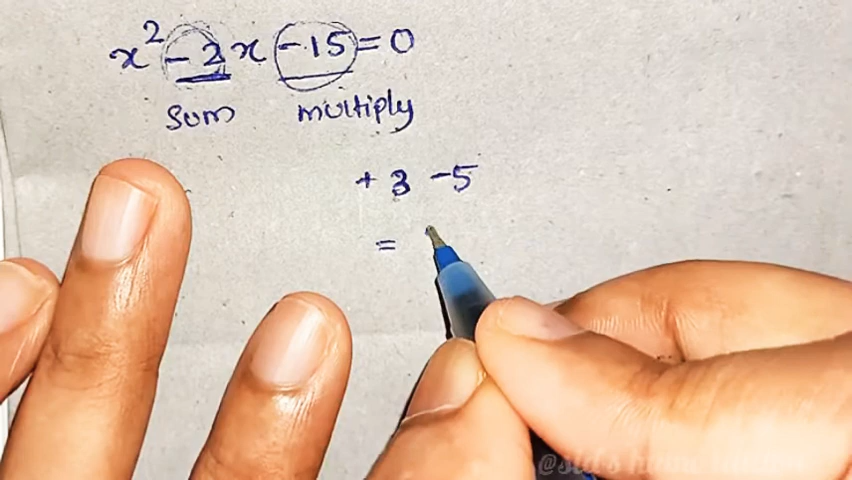 x² - 2x - 15 = 0
Sum multiply
+ 3 - 5
=